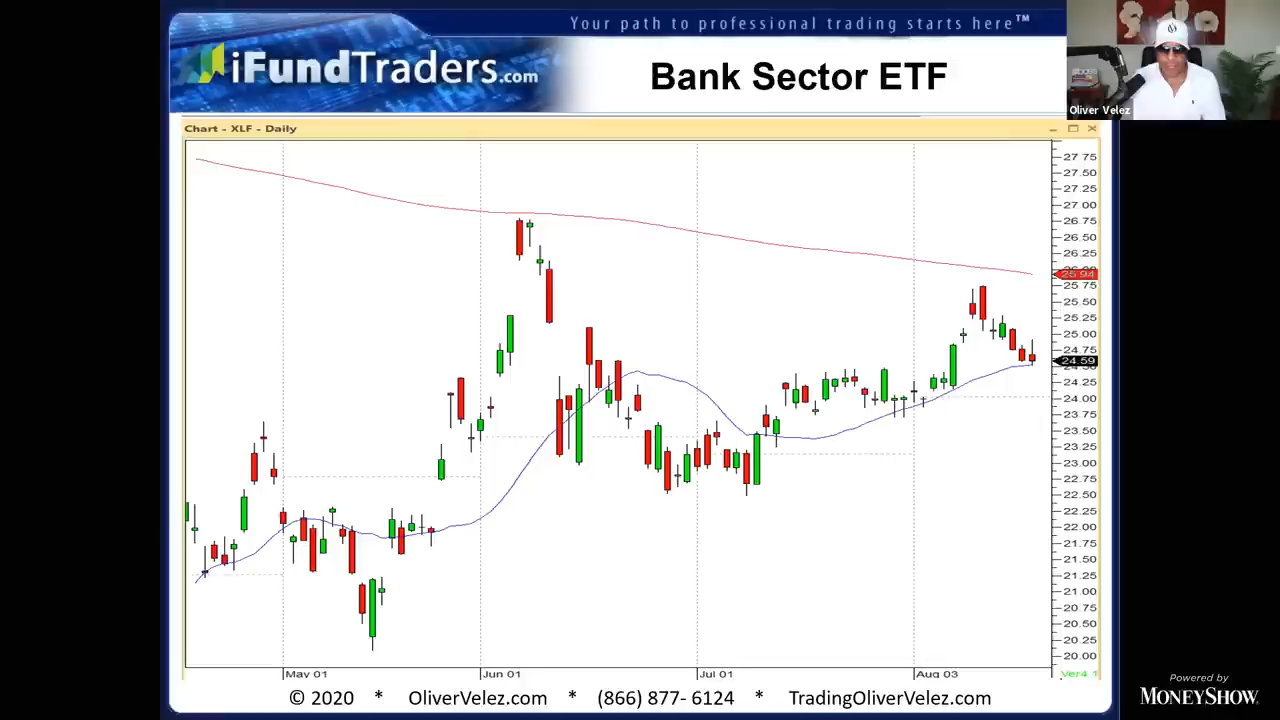 Your path to professional trading starts here™
iFundTraders.com
Bank Sector ETF
Oliver Velez
Chart - XLF - Daily
27.75
27.50
27.25
27.00
26.75
26.50
26.25
25.94
25.75
25.50
25.25
25.00
24.75
24.59
24.25
24.00
23.75
23.50
23.25
23.00
22.75
22.50
22.25
22.00
21.75
21.50
21.25
21.00
20.75
20.50
20.25
20.00
May 01
Jun 01
Jul 01
Aug 03
© 2020 * OliverVelez.com * (866) 877- 6124 * TradingOliverVelez.com
Powered by
MONEYSHOW